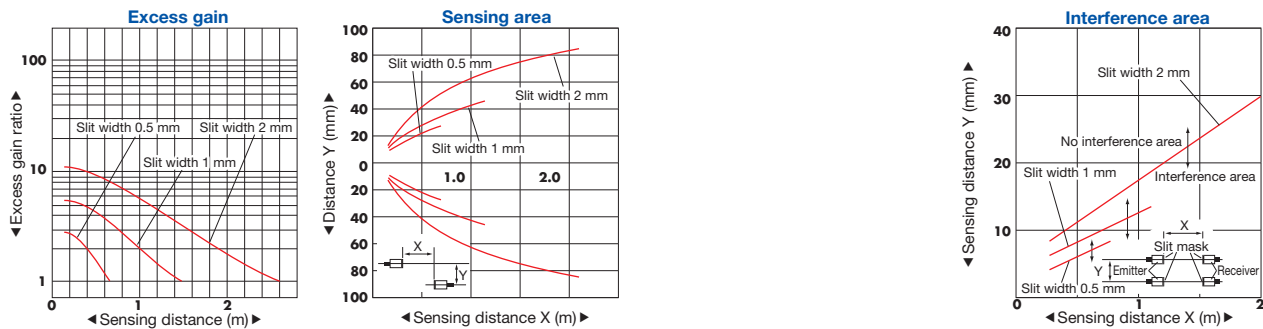 Excess gain
100
10
1
◄Excess gain ratio►
Slit width 0.5 mm
Slit width 2 mm
Slit width 1 mm
0
1
2
◄Sensing distance (m)►
Sensing area
100
80
60
40
20
0
20
40
60
80
100
◄Distance Y (mm)►
Slit width 0.5 mm
Slit width 2 mm
Slit width 1 mm
1.0
2.0
X
Y
◄Sensing distance X (m)►
Interference area
40
30
20
10
0
1
2
◄Sensing distance Y (mm)►
Slit width 2 mm
No interference area
Slit width 1 mm
Interference area
X
Slit mask
Y
Emitter
Receiver
Slit width 0.5 mm
◄Sensing distance X (m)►